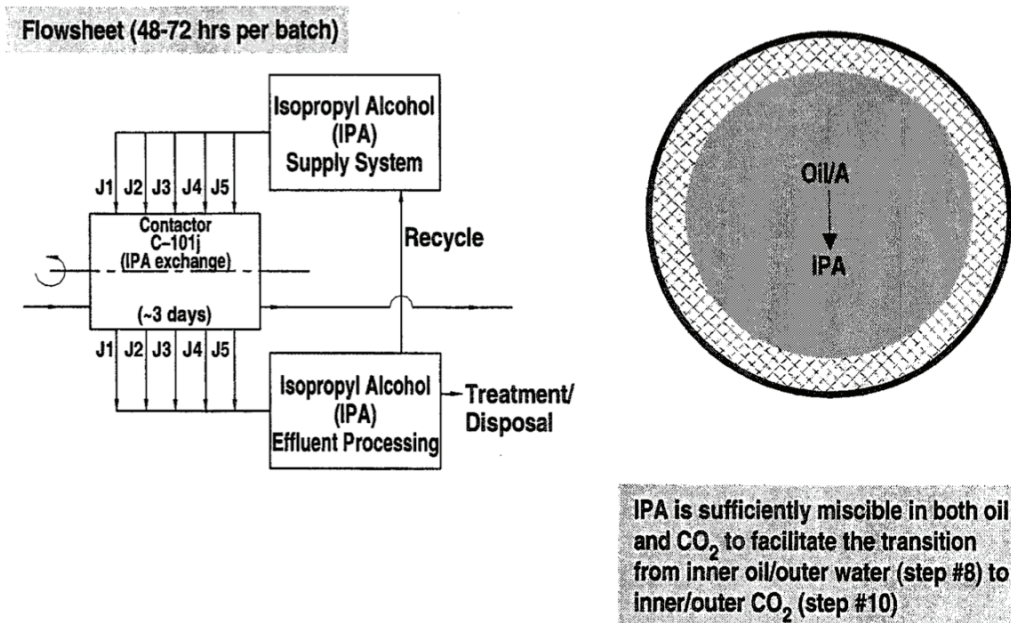 Flowsheet (48-72 hrs per batch)
Isopropyl Alcohol
(IPA)
Supply System
J1 J2 J3 J4 J5
Contactor
C–101j
(IPA exchange)
(~3 days)
J1 J2 J3 J4 J5
Recycle
Isopropyl Alcohol
(IPA)
Effluent Processing
Treatment/
Disposal
Oil/A
IPA
IPA is sufficiently miscible in both oil
and CO₂ to facilitate the transition
from inner oil/outer water (step #8) to
inner/outer CO₂ (step #10)